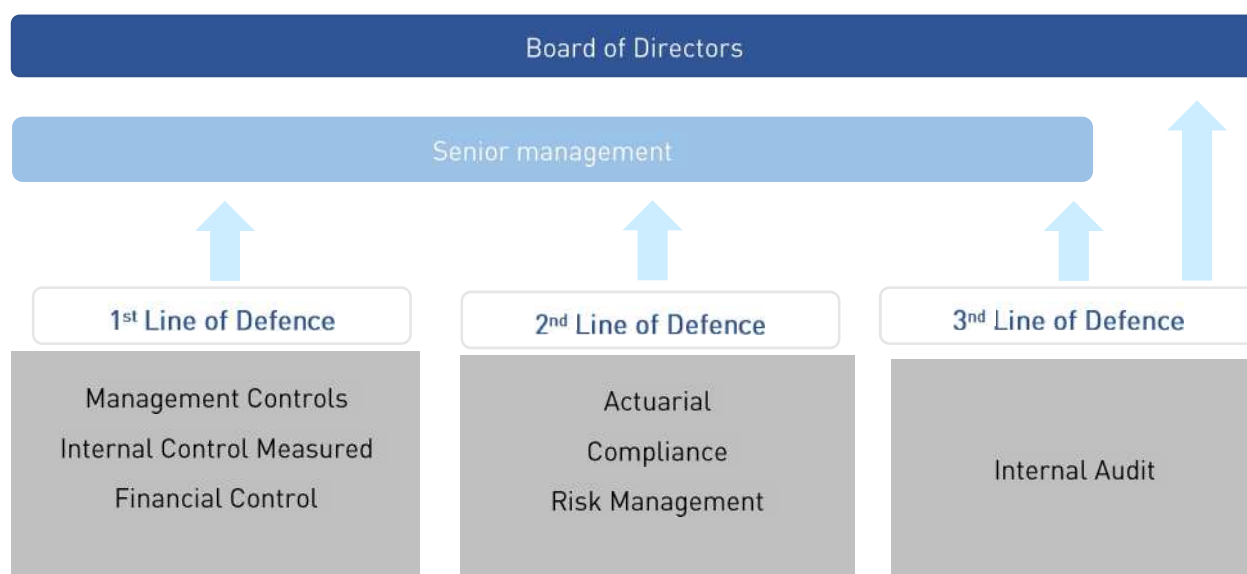 Board of Directors
Senior management
1st Line of Defence
Management Controls
Internal Control Measured
Financial Control
2nd Line of Defence
Actuarial
Compliance
Risk Management
3nd Line of Defence
Internal Audit